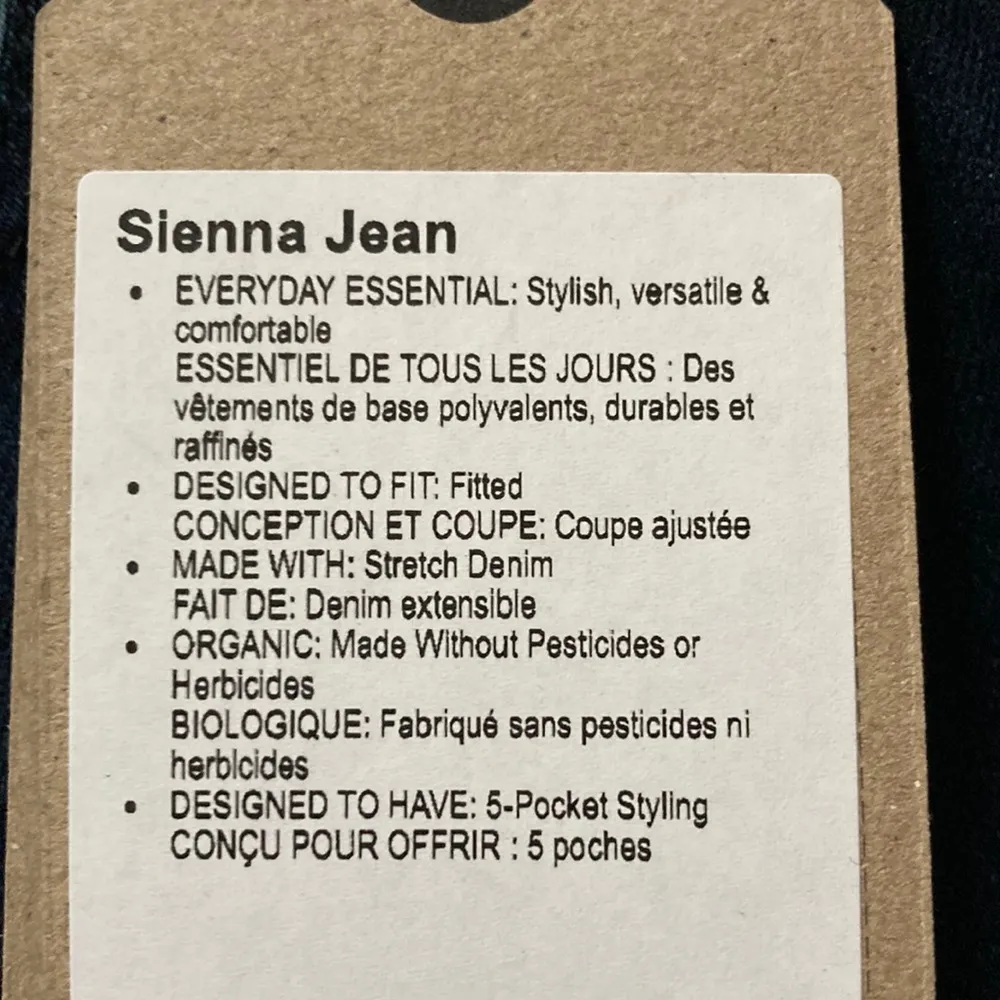 Sienna Jean
• EVERYDAY ESSENTIAL: Stylish, versatile &
comfortable
ESSENTIEL DE TOUS LES JOURS : Des
vêtements de base polyvalents, durables et
raffinés
• DESIGNED TO FIT: Fitted
CONCEPTION ET COUPE: Coupe ajustée
• MADE WITH: Stretch Denim
FAIT DE: Denim extensible
• ORGANIC: Made Without Pesticides or
Herbicides
BIOLOGIQUE: Fabriqué sans pesticides ni
herbicides
• DESIGNED TO HAVE: 5-Pocket Styling
CONÇU POUR OFFRIR : 5 poches